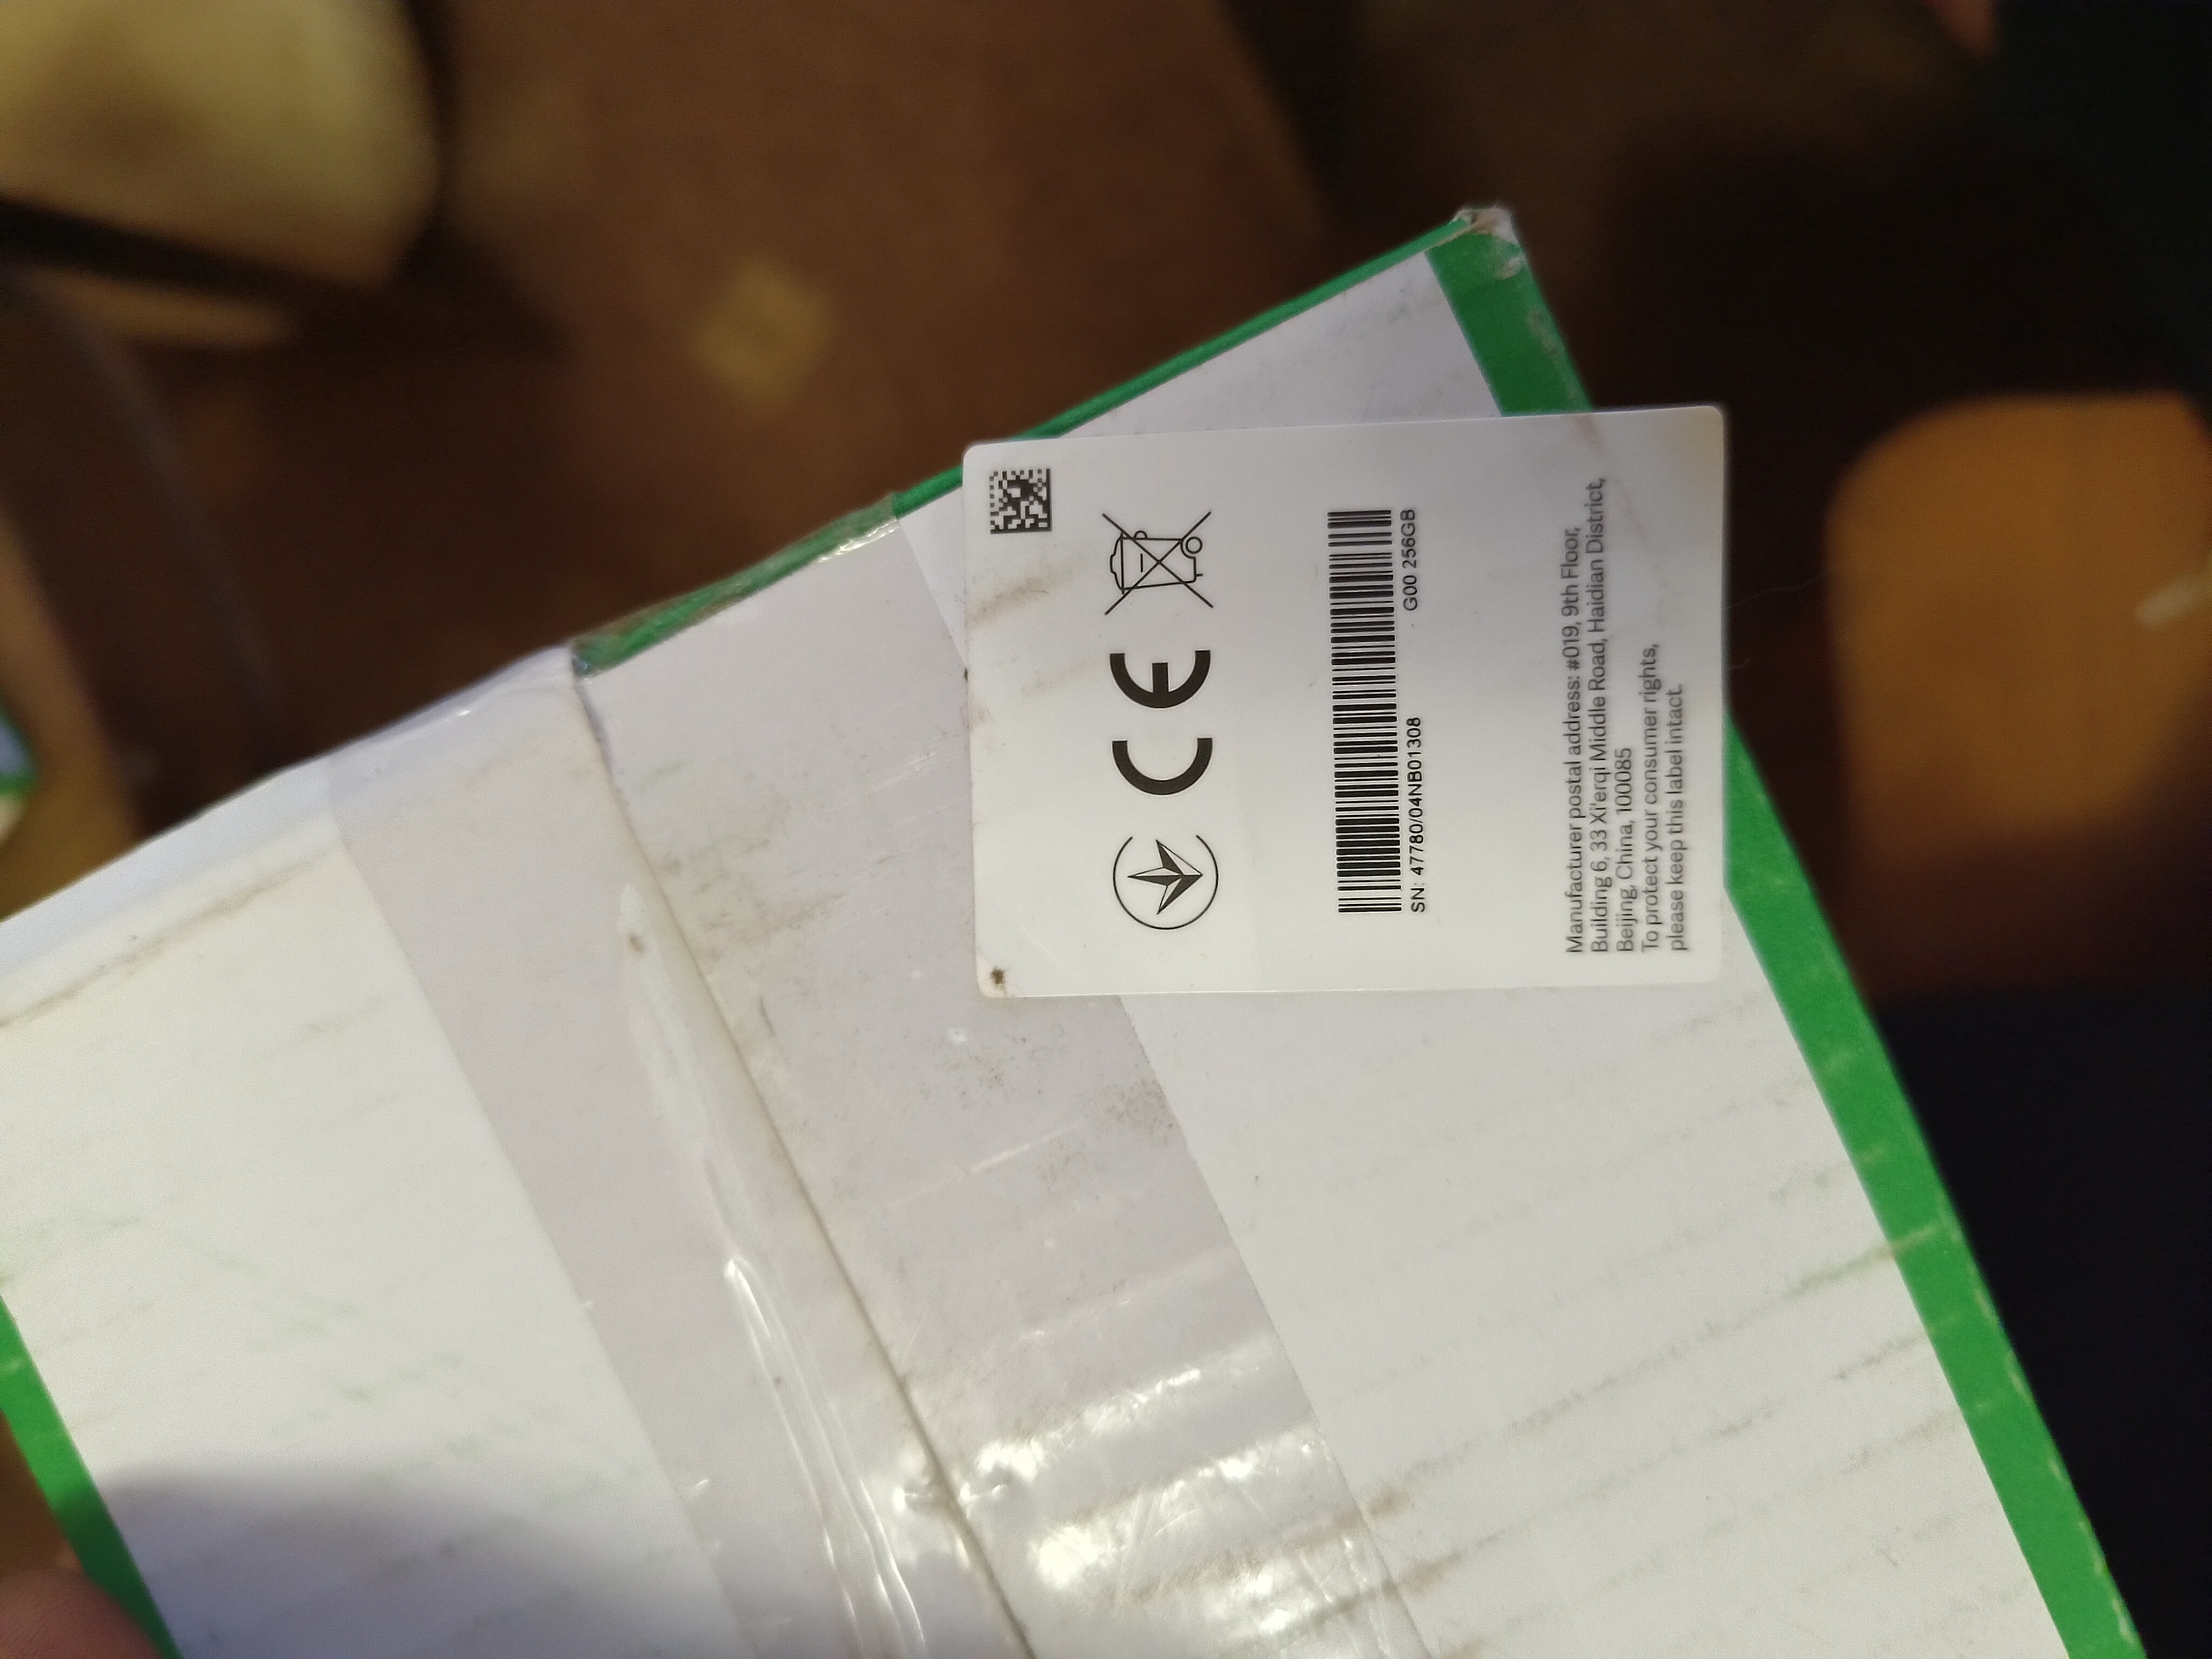 CE
SN: 47780/04NB01308
G00 256GB
Manufacturer postal address: #019, 9th Floor,
Building 6, 33 Xi'erqi Middle Road, Haidian District,
Beijing, China, 100085
To protect your consumer rights,
please keep this label intact.